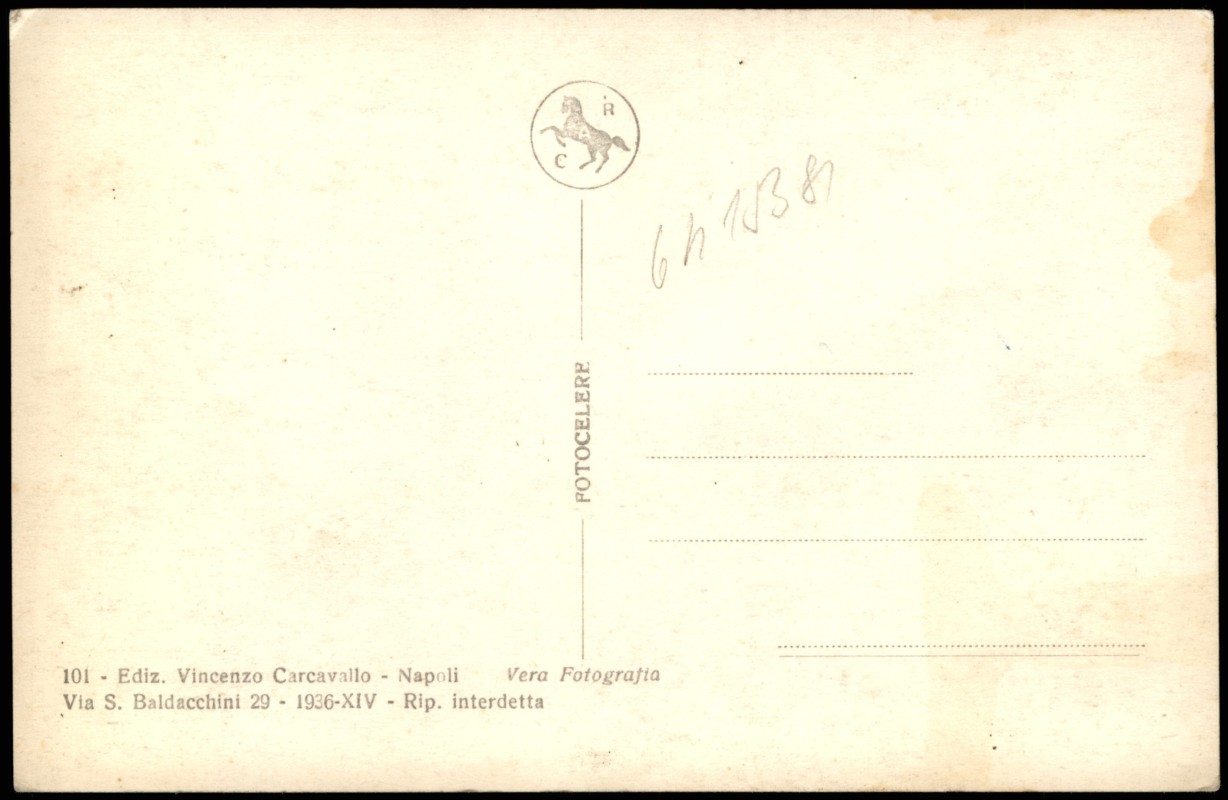 R
C
FOTOCELERE
101 - Ediz. Vincenzo Carcavallo - Napoli Vera Fotografia
Via S. Baldacchini 29 - 1936-XIV - Rip. interdetta